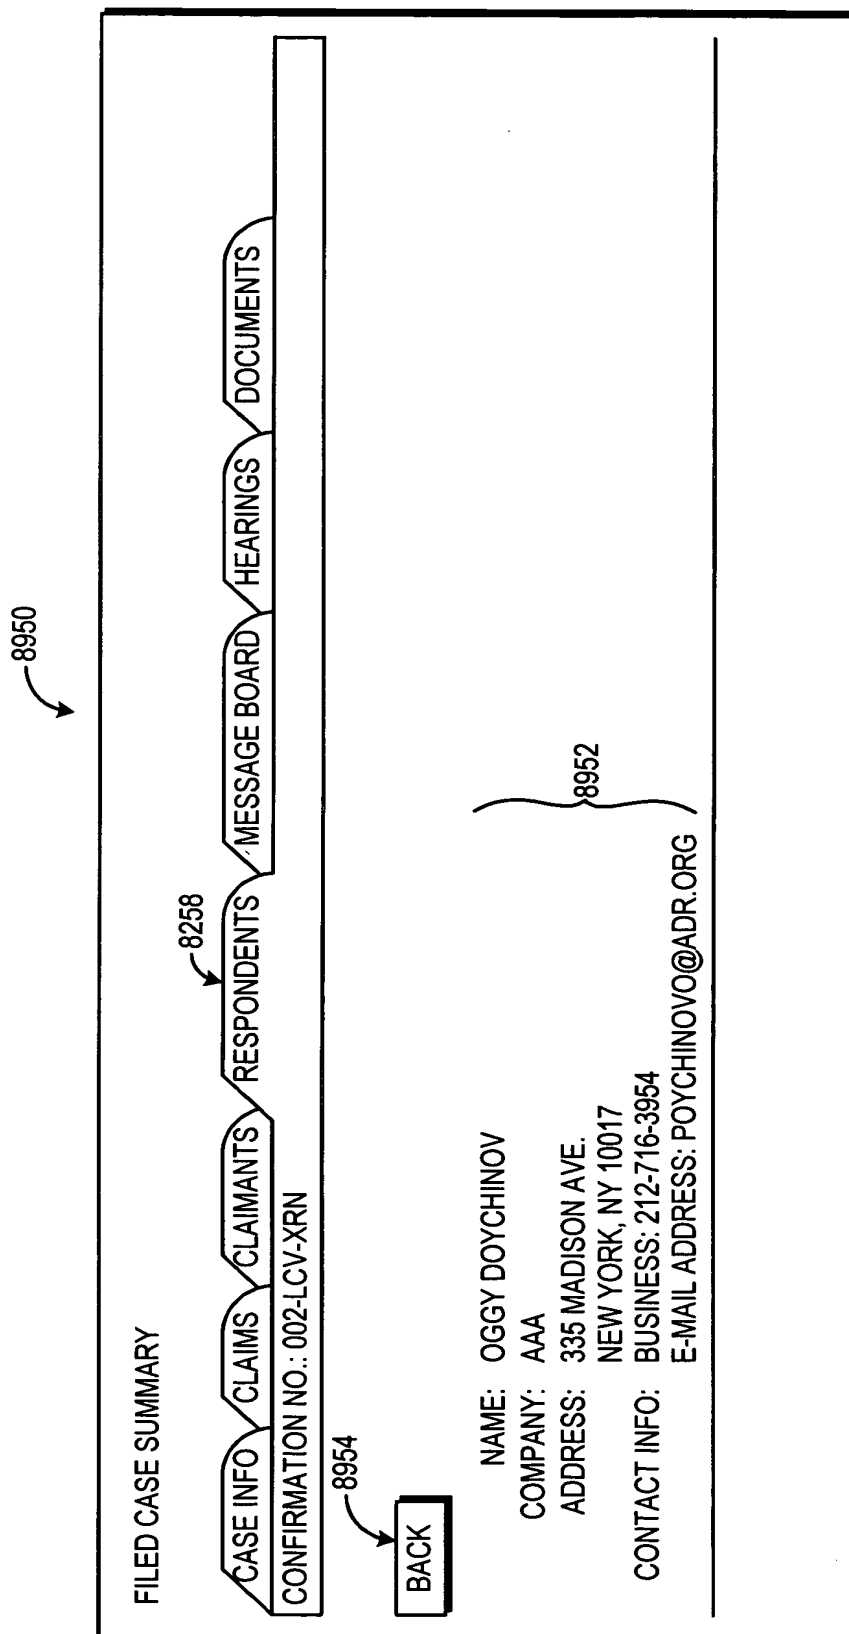 8950
FILED CASE SUMMARY
8258
CASE INFO CLAIMS CLAIMANTS RESPONDENTS MESSAGE BOARD HEARINGS DOCUMENTS
CONFIRMATION NO.: 002-LCV-XRN
8954
BACK
NAME: OGGY DOYCHINOV
COMPANY: AAA
ADDRESS: 335 MADISON AVE.
NEW YORK, NY 10017
CONTACT INFO: BUSINESS: 212-716-3954
E-MAIL ADDRESS: POYCHINOVO@ADR.ORG
8952